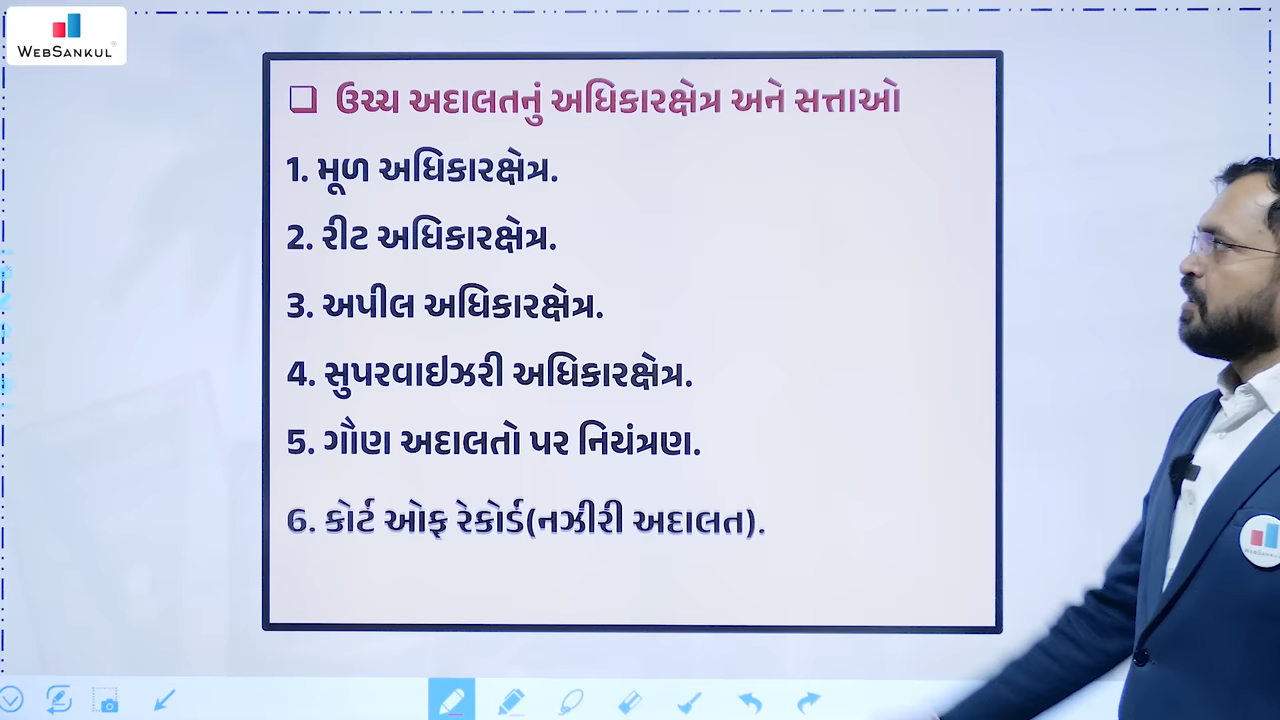 WEBSANKUL
❑ ઉચ્ચ અદાલતનું અધિકારક્ષેત્ર અને સત્તાઓ
1. મૂળ અધિકારક્ષેત્ર.
2. રીટ અધિકારક્ષેત્ર.
3. અપીલ અધિકારક્ષેત્ર.
4. સુપરવાઇઝરી અધિકારક્ષેત્ર.
5. ગૌણ અદાલતો પર નિયંત્રણ.
6. કોર્ટ ઓફ રેકોર્ડ(નઝીરી અદાલત).
WEBSANKUL